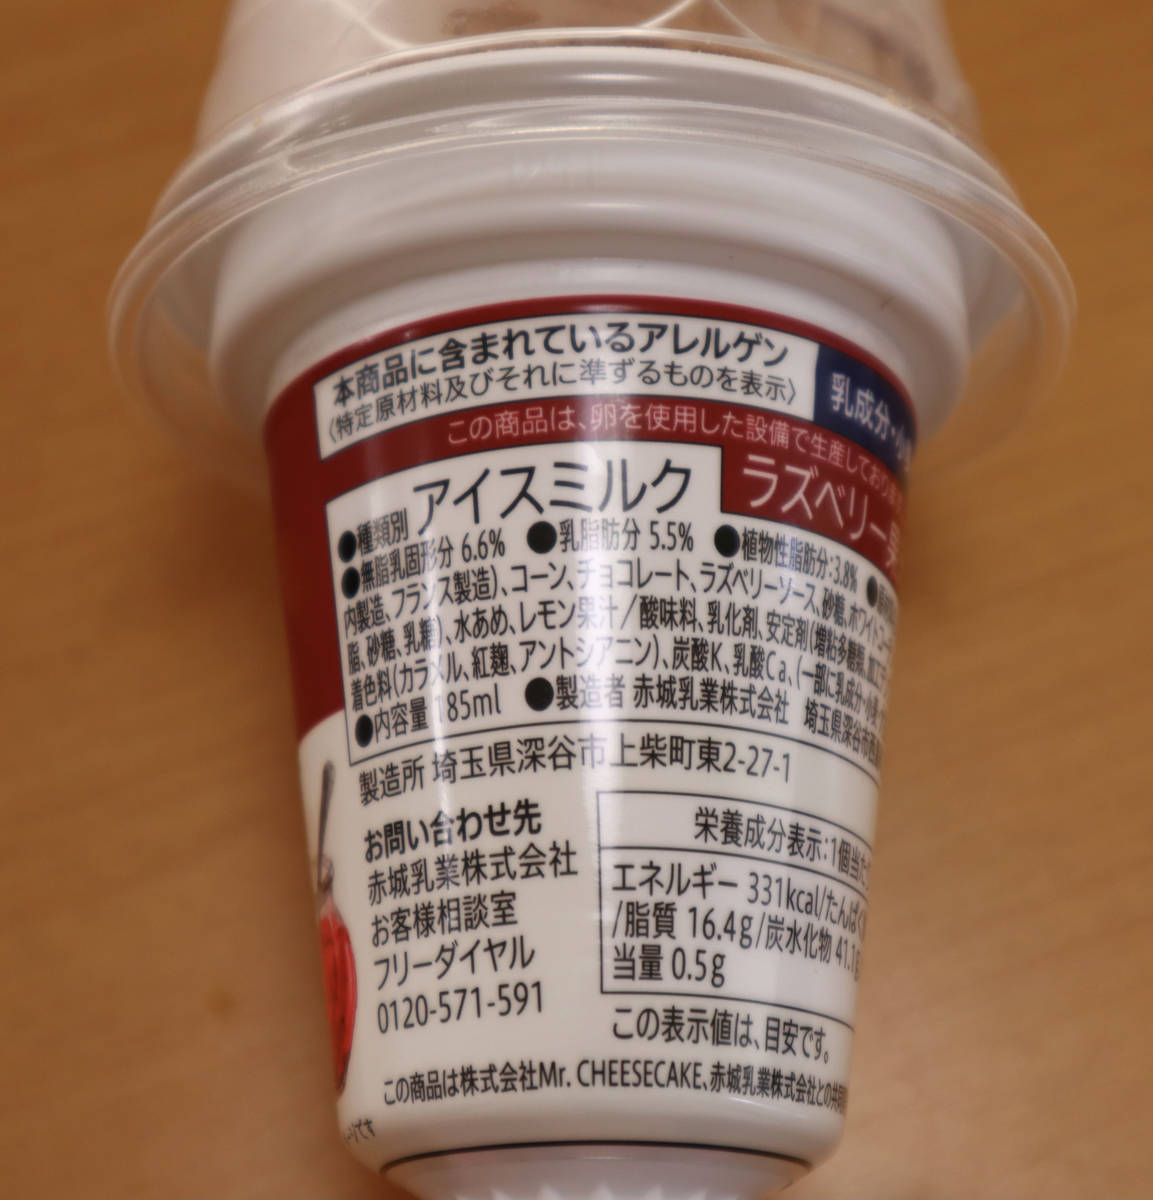 本商品に含まれているアレルゲン
〈特定原材料及びそれに準ずるものを表示〉
乳成分・小
この商品は、卵を使用した設備で生産しておりま
ラズベリー
●種類別 アイスミルク
●無脂乳固形分 6.6% ●乳脂肪分 5.5% ●植物性脂肪分:3.8% ●
内製造、フランス製造)、コーン、チョコレート、ラズベリーソース、砂糖、ホワイト
脂、砂糖、乳糖)、水あめ、レモン果汁/酸味料、乳化剤、安定剤(増粘多糖類、加工
着色料(カラメル、紅麹、アントシアニン)、炭酸K、乳酸Ca、(一部に乳成分・小麦・
●内容量 185ml ●製造者 赤城乳業株式会社 埼玉県深谷市
製造所 埼玉県深谷市上柴町東2-27-1
お問い合わせ先
赤城乳業株式会社
お客様相談室
フリーダイヤル
0120-571-591
栄養成分表示:1個当た
エネルギー 331kcal/たんぱく
/脂質 16.4g/炭水化物 41.1g
当量 0.5g
この表示値は、目安です。
この商品は株式会社Mr. CHEESECAKE、赤城乳業株式会社との共同